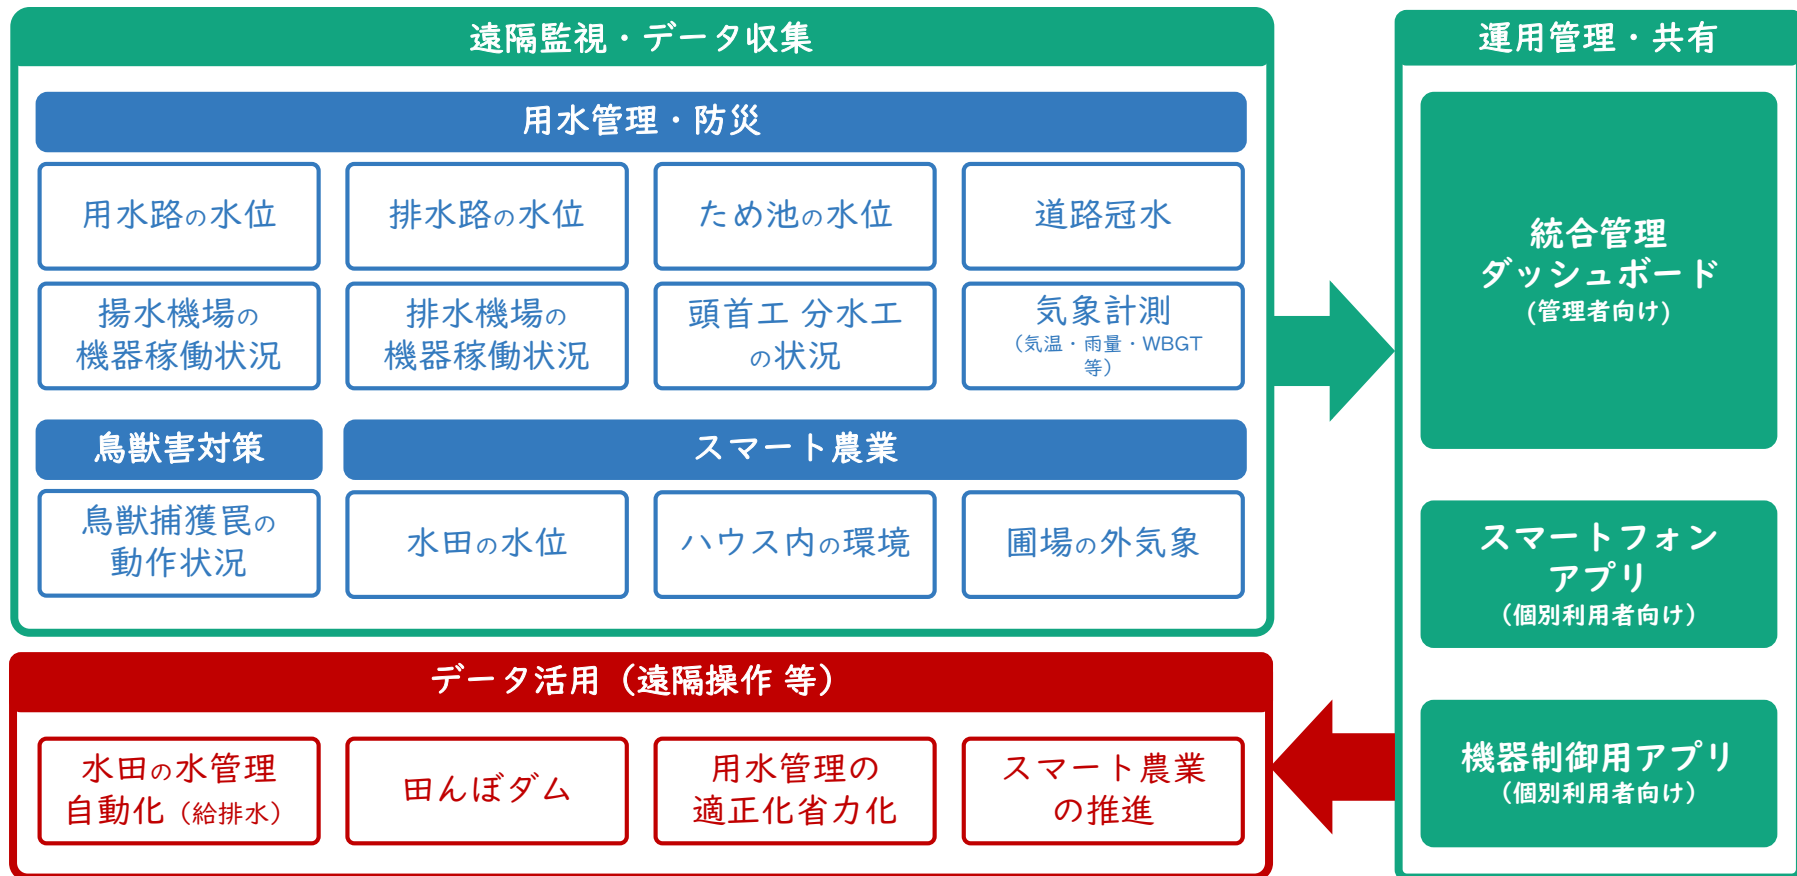 遠隔監視・データ収集
用水管理・防災
用水路の水位
排水路の水位
ため池の水位
道路冠水
揚水機場の
機器稼働状況
排水機場の
機器稼働状況
頭首工 分水工
の状況
気象計測
（気温・雨量・WBGT
等）
鳥獣害対策
鳥獣捕獲罠の
動作状況
スマート農業
水田の水位
ハウス内の環境
圃場の外気象
運用管理・共有
統合管理
ダッシュボード
(管理者向け)
スマートフォン
アプリ
（個別利用者向け）
機器制御用アプリ
（個別利用者向け）
データ活用（遠隔操作 等）
水田の水管理
自動化（給排水）
田んぼダム
用水管理の
適正化省力化
スマート農業
の推進